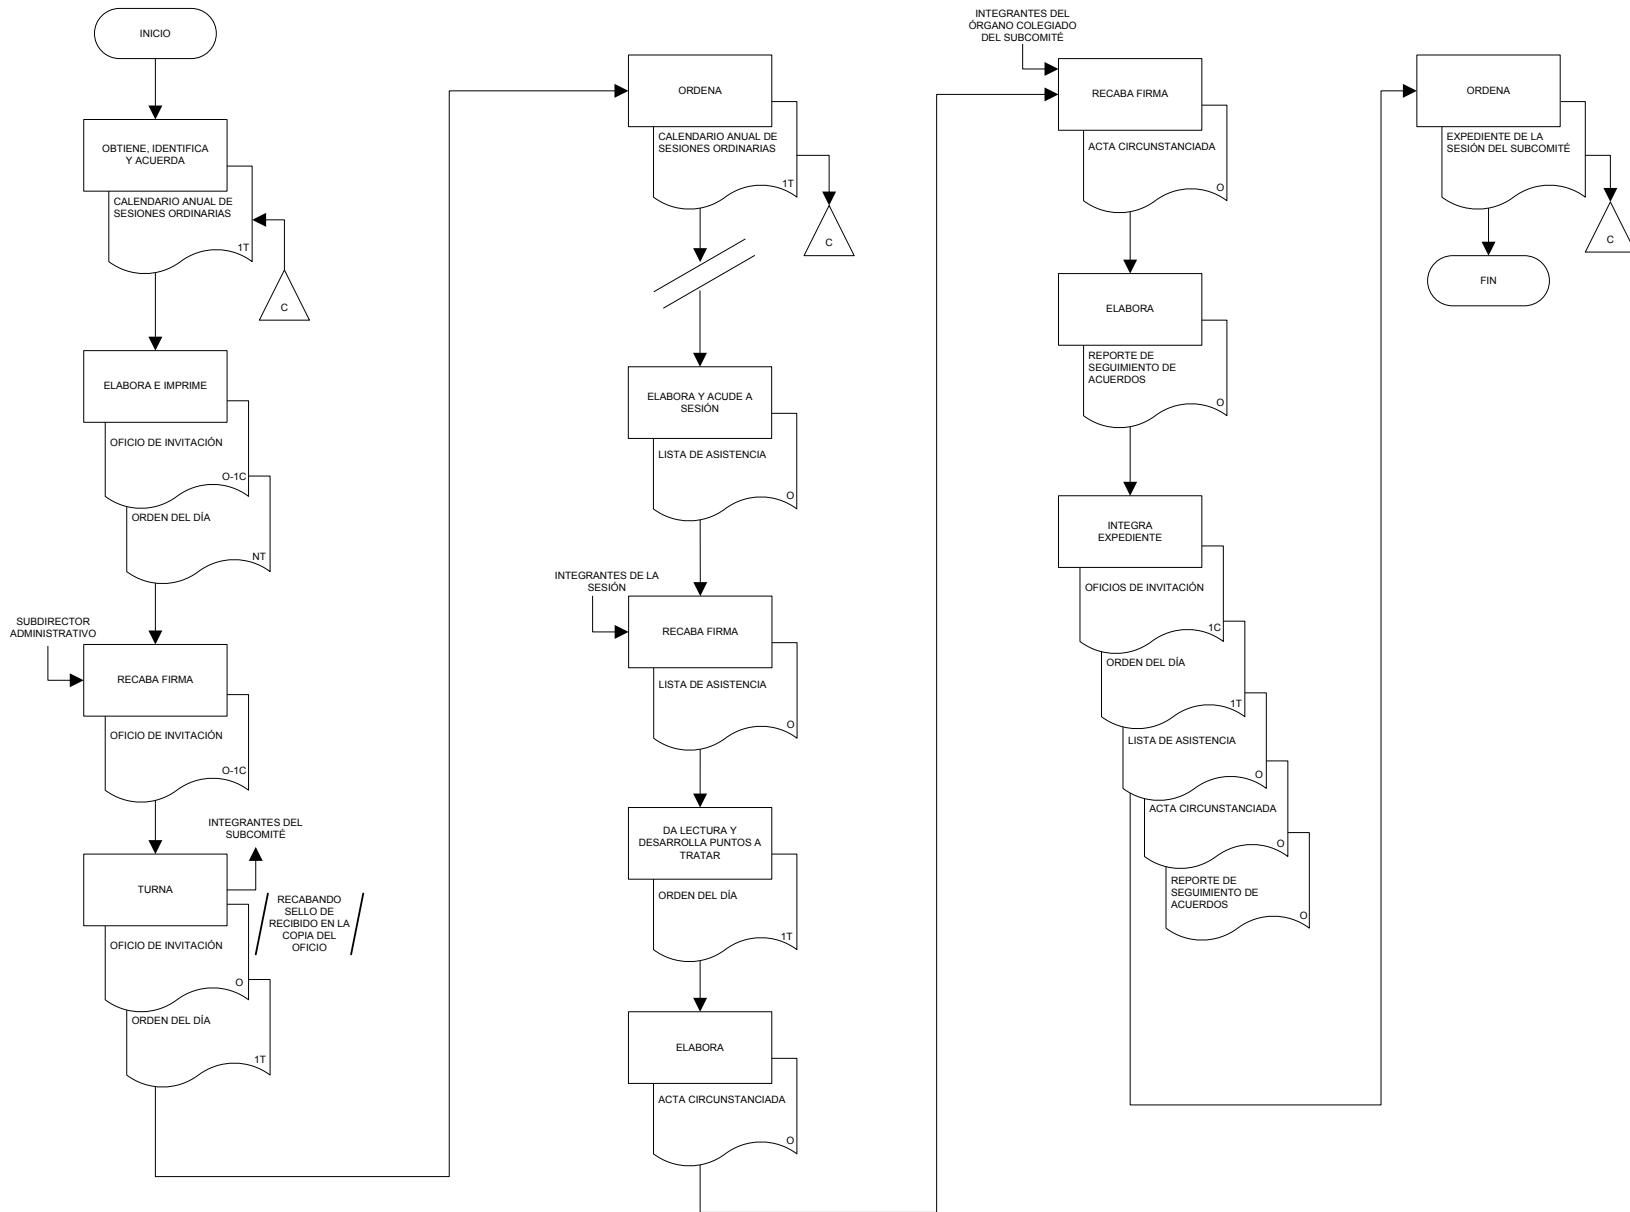 INICIO
OBTIENE, IDENTIFICA
Y ACUERDA
CALENDARIO ANUAL DE
SESIONES ORDINARIAS
1T
C
ELABORA E IMPRIME
OFICIO DE INVITACIÓN
O-1C
ORDEN DEL DÍA
NT
SUBDIRECTOR
ADMINISTRATIVO
RECABA FIRMA
OFICIO DE INVITACIÓN
O-1C
INTEGRANTES DEL
SUBCOMITÉ
TURNA
RECABANDO
SELLO DE
RECIBIDO EN LA
COPIA DEL
OFICIO
OFICIO DE INVITACIÓN
O
ORDEN DEL DÍA
1T
ORDENA
CALENDARIO ANUAL DE
SESIONES ORDINARIAS
1T
C
ELABORA Y ACUDE A
SESIÓN
LISTA DE ASISTENCIA
O
INTEGRANTES DE LA
SESIÓN
RECABA FIRMA
LISTA DE ASISTENCIA
O
DA LECTURA Y
DESARROLLA PUNTOS A
TRATAR
ORDEN DEL DÍA
1T
ELABORA
ACTA CIRCUNSTANCIADA
O
INTEGRANTES DEL
ÓRGANO COLEGIADO
DEL SUBCOMITÉ
RECABA FIRMA
ACTA CIRCUNSTANCIADA
O
ELABORA
REPORTE DE
SEGUIMIENTO DE
ACUERDOS
O
INTEGRA
EXPEDIENTE
OFICIOS DE INVITACIÓN
1C
ORDEN DEL DÍA
1T
LISTA DE ASISTENCIA
O
ACTA CIRCUNSTANCIADA
O
REPORTE DE
SEGUIMIENTO DE
ACUERDOS
O
ORDENA
EXPEDIENTE DE LA
SESIÓN DEL SUBCOMITÉ
C
FIN